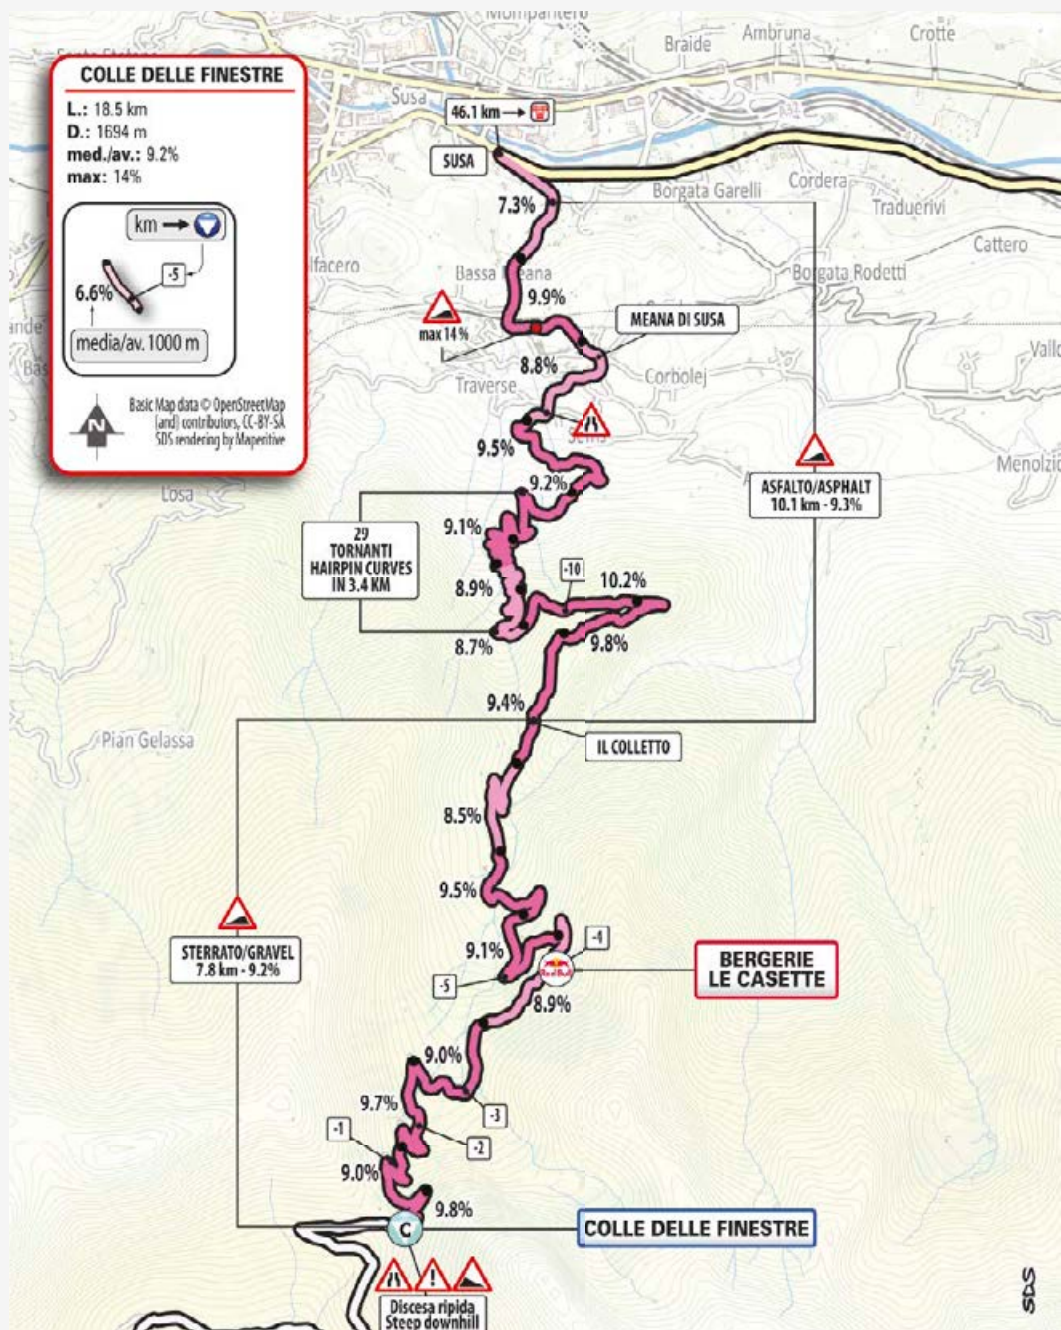 COLLE DELLE FINESTRE
L.: 18.5 km
D.: 1694 m
med./av.: 9.2%
max: 14%
km
-5
6.6%
media/av. 1000 m
N
Basic Map data © OpenStreetMap
(and) contributors, CC-BY-SA
SDS rendering by Maperitive
Mompantero
Braide
Ambruna
Crotte
Susa
46.1 km
SUSA
7.3%
Borgata Garelli
Cordera
Traduerivi
Cattero
Bassa Meana
Borgata Rodetti
9.9%
max 14%
MEANA DI SUSA
8.8%
Traverse
Corbolej
9.5%
Menolzio
Losa
9.2%
ASFALTO/ASPHALT
10.1 km - 9.3%
29
TORNANTI
HAIRPIN CURVES
IN 3.4 KM
9.1%
8.9%
-10
10.2%
8.7%
9.8%
9.4%
IL COLLETTO
Pian Gelassa
8.5%
9.5%
9.1%
-4
Red Bull
-5
8.9%
BERGERIE
LE CASETTE
STERRATO/GRAVEL
7.8 km - 9.2%
9.0%
-3
9.7%
-2
-1
9.0%
9.8%
C
COLLE DELLE FINESTRE
!
Discesa ripida
Steep downhill
SDS